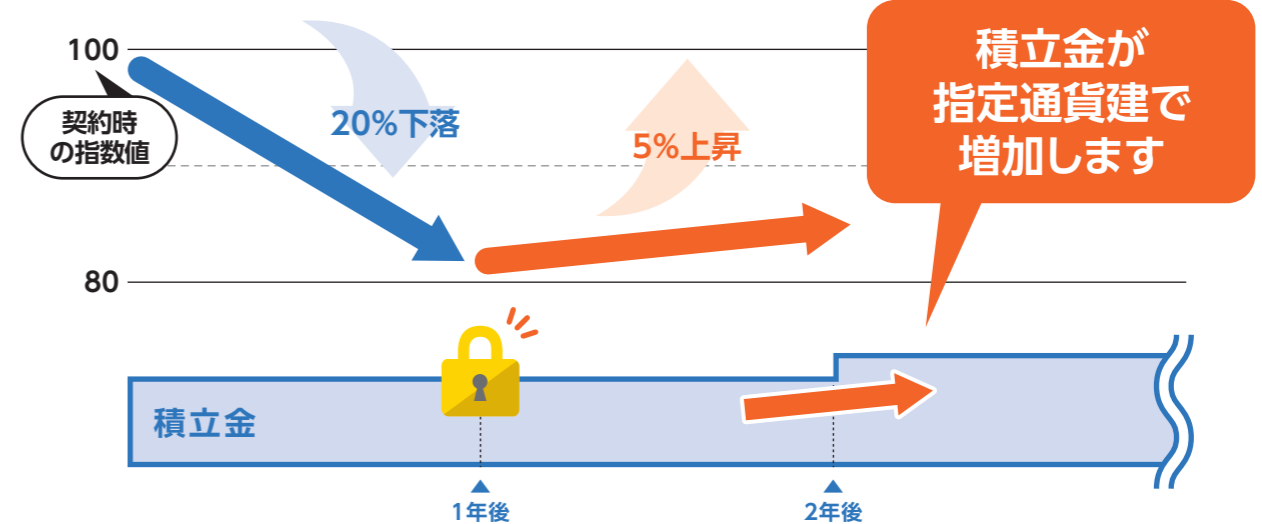 100
契約時
の指数値
20%下落
5%上昇
積立金が
指定通貨建で
増加します
80
積立金
1年後
2年後